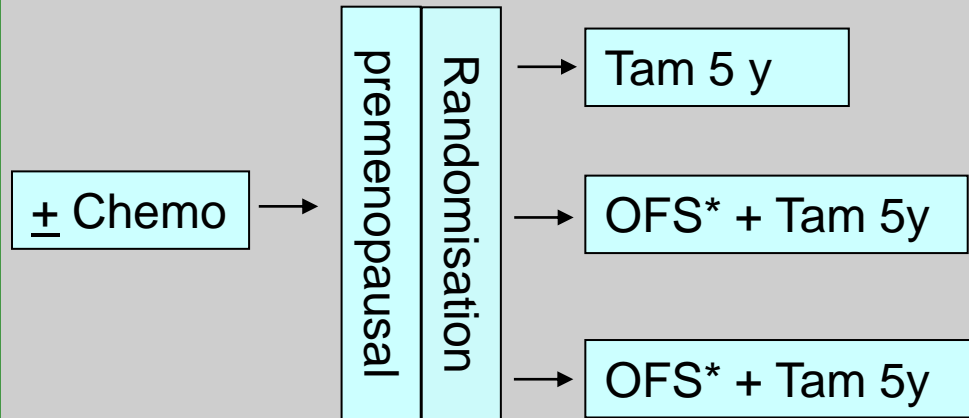 ± Chemo
premenopausal
Randomisation
Tam 5 y
OFS* + Tam 5y
OFS* + Tam 5y